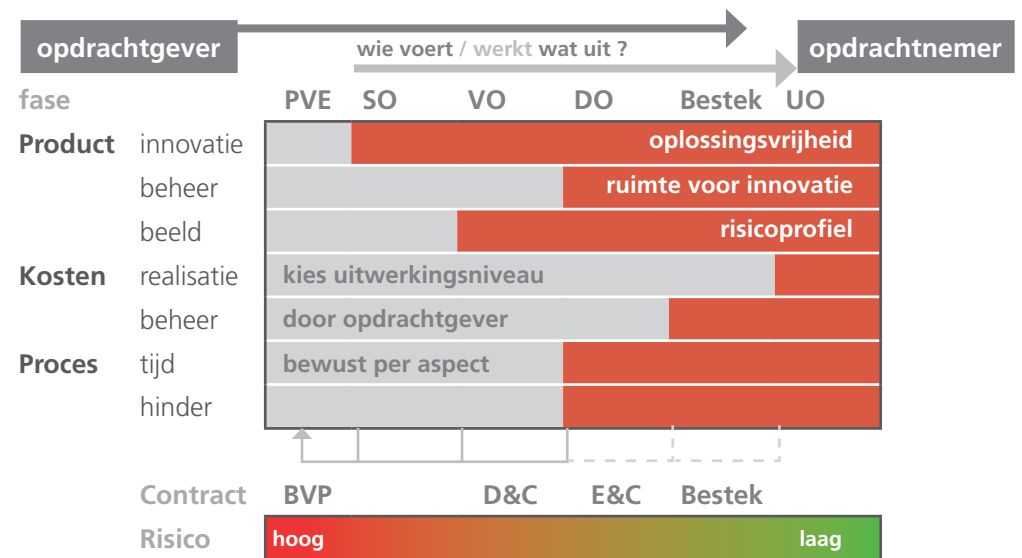 opdrachtgever
wie voert / werkt wat uit ?
opdrachtnemer
fase PVE SO VO DO Bestek UO
Product innovatie oplossingsvrijheid
beheer ruimte voor innovatie
beeld risicoprofiel
Kosten realisatie kies uitwerkingsniveau
beheer door opdrachtgever
Proces tijd bewust per aspect
hinder
Contract BVP D&C E&C Bestek
Risico hoog laag